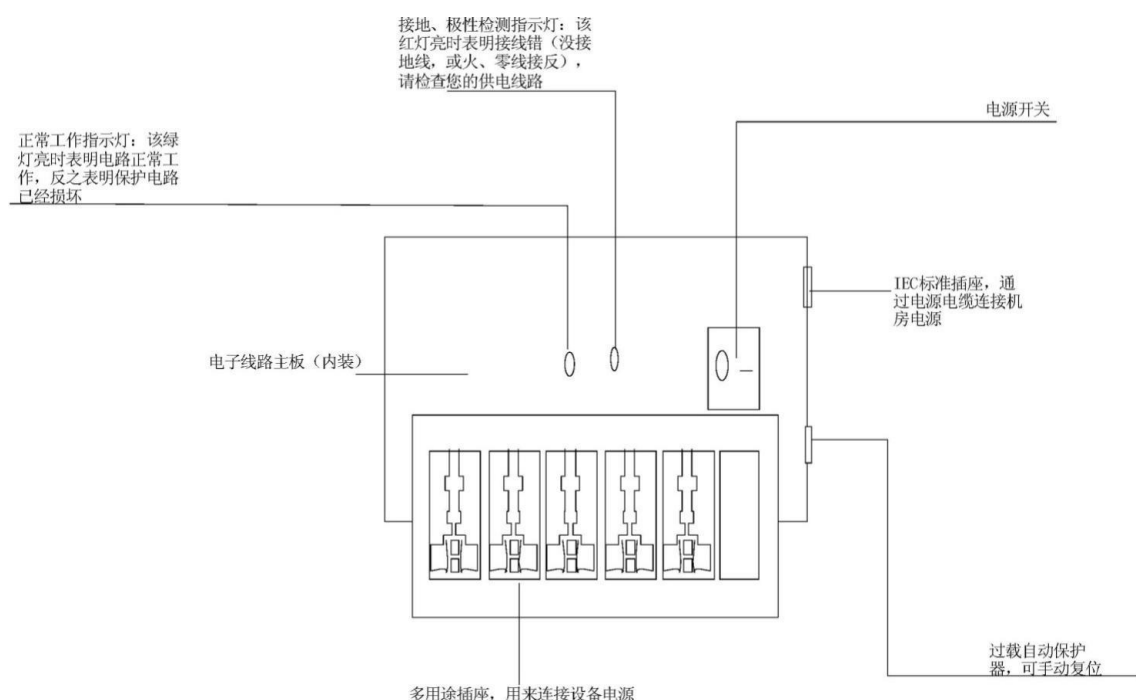 接地、极性检测指示灯：该
红灯亮时表明接线错（没接
地线，或火、零线接反），
请检查您的供电线路
电源开关
正常工作指示灯：该绿
灯亮时表明电路正常工
作，反之表明保护电路
已经损坏
IEC标准插座，通
过电源电缆连接机
房电源
电子线路主板（内装）
过载自动保护
器，可手动复位
多用途插座，用来连接设备电源